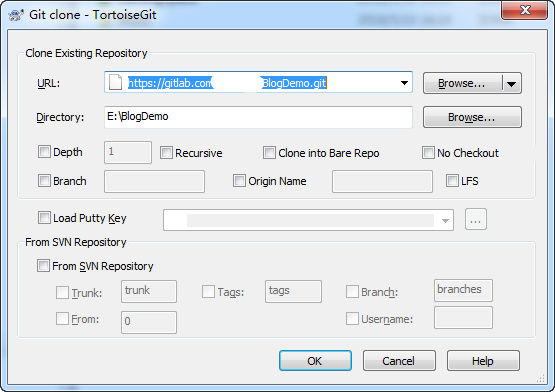 Git clone - TortoiseGit
Clone Existing Repository
URL: https://gitlab.com BlogDemo.git Browse...
Directory: E:\BlogDemo Browse...
Depth 1 Recursive Clone into Bare Repo No Checkout
Branch Origin Name LFS
Load Putty Key ...
From SVN Repository
From SVN Repository
Trunk: trunk Tags: tags Branch: branches
From: 0 Username:
OK Cancel Help